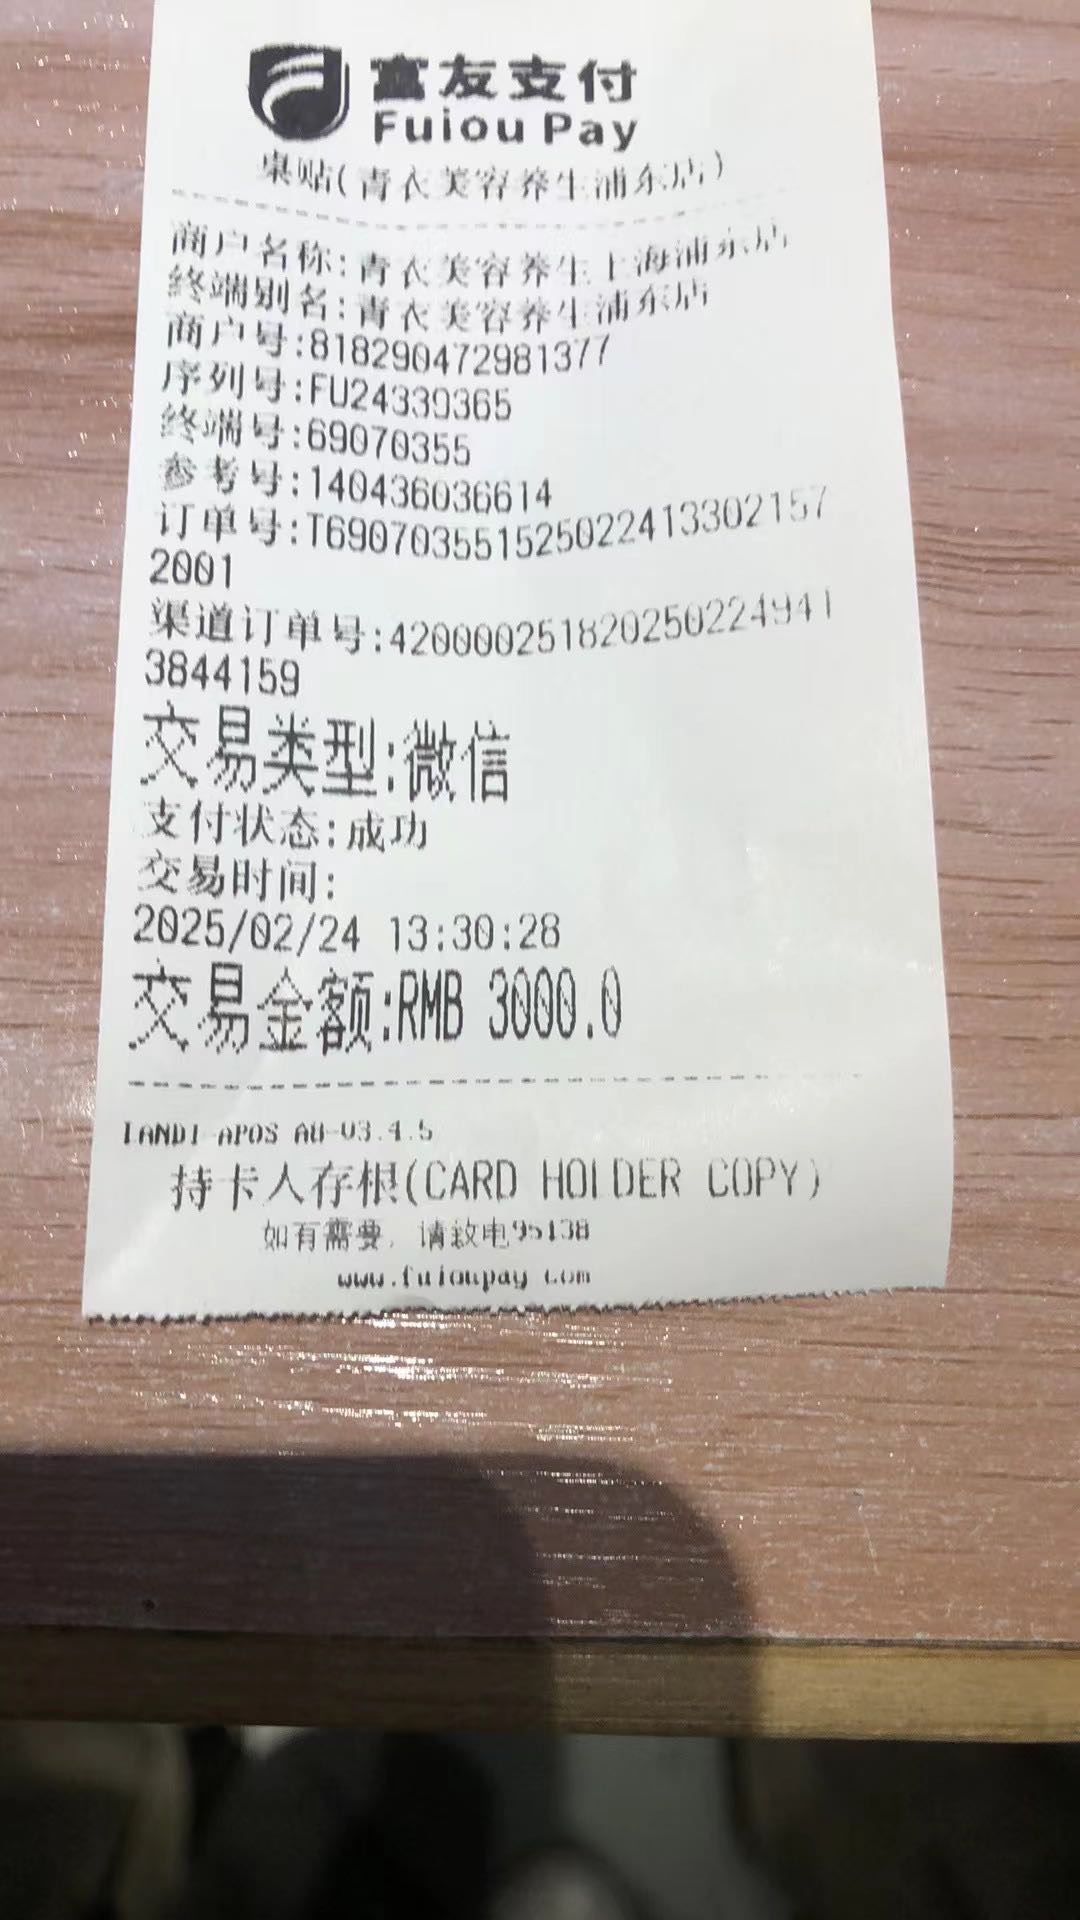 富友支付
Fuiou Pay
桌贴(青衣美容养生浦东店)
商户名称:青衣美容养生上海浦东店
终端别名:青衣美容养生浦东店
商户号:818290472981377
序列号:FU24339365
终端号:69070355
参考号:140436036614
订单号:T6907035515250224133021​57
2001
渠道订单号:420000251820250224941
3844159
交易类型:微信
支付状态:成功
交易时间:
2025/02/24 13:30:28
交易金额:RMB 3000.0
LANDI-APOS A8-V3.4.5
持卡人存根(CARD HOLDER COPY)
如有需要, 请致电95138
www.fuioupay.com